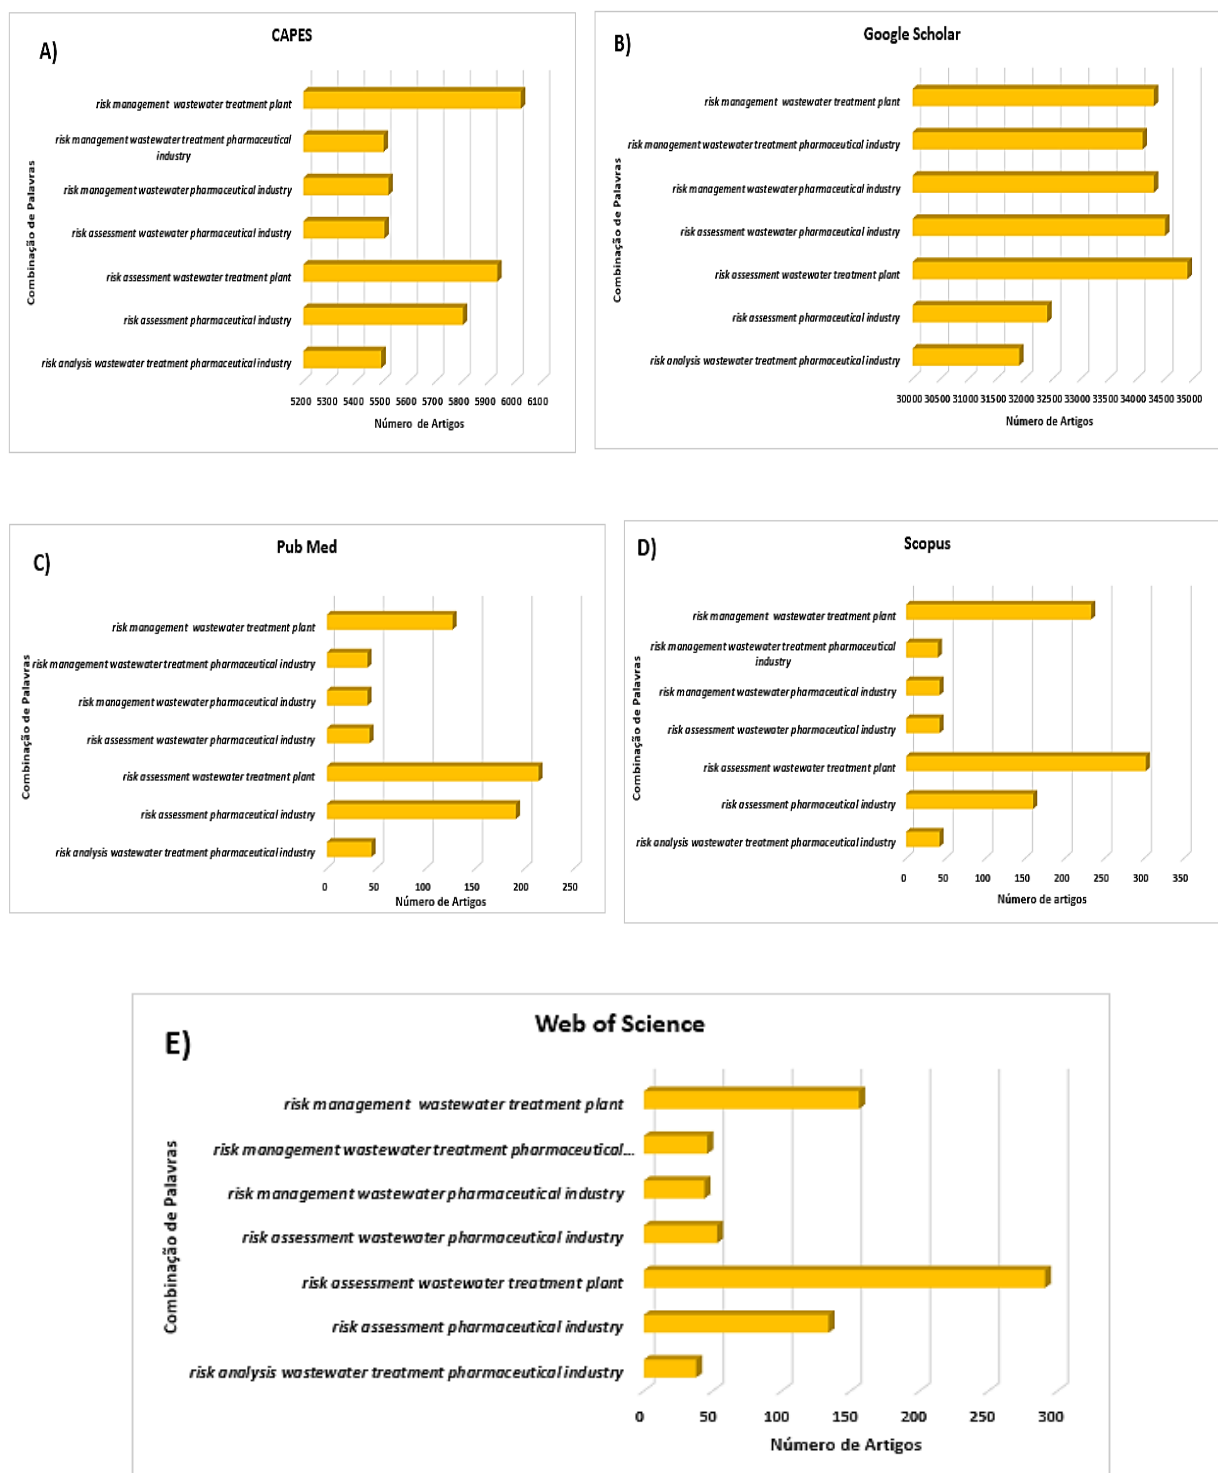 CAPES
A)
Combinação de Palavras
risk management wastewater treatment plant
risk management wastewater treatment pharmaceutical
industry
risk management wastewater pharmaceutical industry
risk assessment wastewater pharmaceutical industry
risk assessment wastewater treatment plant
risk assessment pharmaceutical industry
risk analysis wastewater treatment pharmaceutical industry
5200 5300 5400 5500 5600 5700 5800 5900 6000 6100
Número de Artigos
Google Scholar
B)
Combinação de Palavras
risk management wastewater treatment plant
risk management wastewater treatment pharmaceutical industry
risk management wastewater pharmaceutical industry
risk assessment wastewater pharmaceutical industry
risk assessment wastewater treatment plant
risk assessment pharmaceutical industry
risk analysis wastewater treatment pharmaceutical industry
30000 30500 31000 31500 32000 32500 33000 33500 34000 34500 35000
Número de Artigos
Pub Med
C)
Combinação de Palavras
risk management wastewater treatment plant
risk management wastewater treatment pharmaceutical industry
risk management wastewater pharmaceutical industry
risk assessment wastewater pharmaceutical industry
risk assessment wastewater treatment plant
risk assessment pharmaceutical industry
risk analysis wastewater treatment pharmaceutical industry
0 50 100 150 200 250
Número de Artigos
Scopus
D)
Combinação de Palavras
risk management wastewater treatment plant
risk management wastewater treatment pharmaceutical
industry
risk management wastewater pharmaceutical industry
risk assessment wastewater pharmaceutical industry
risk assessment wastewater treatment plant
risk assessment pharmaceutical industry
risk analysis wastewater treatment pharmaceutical industry
0 50 100 150 200 250 300 350
Número de artigos
Web of Science
E)
Combinação de Palavras
risk management wastewater treatment plant
risk management wastewater treatment pharmaceutical...
risk management wastewater pharmaceutical industry
risk assessment wastewater pharmaceutical industry
risk assessment wastewater treatment plant
risk assessment pharmaceutical industry
risk analysis wastewater treatment pharmaceutical industry
0 50 100 150 200 250 300
Número de Artigos